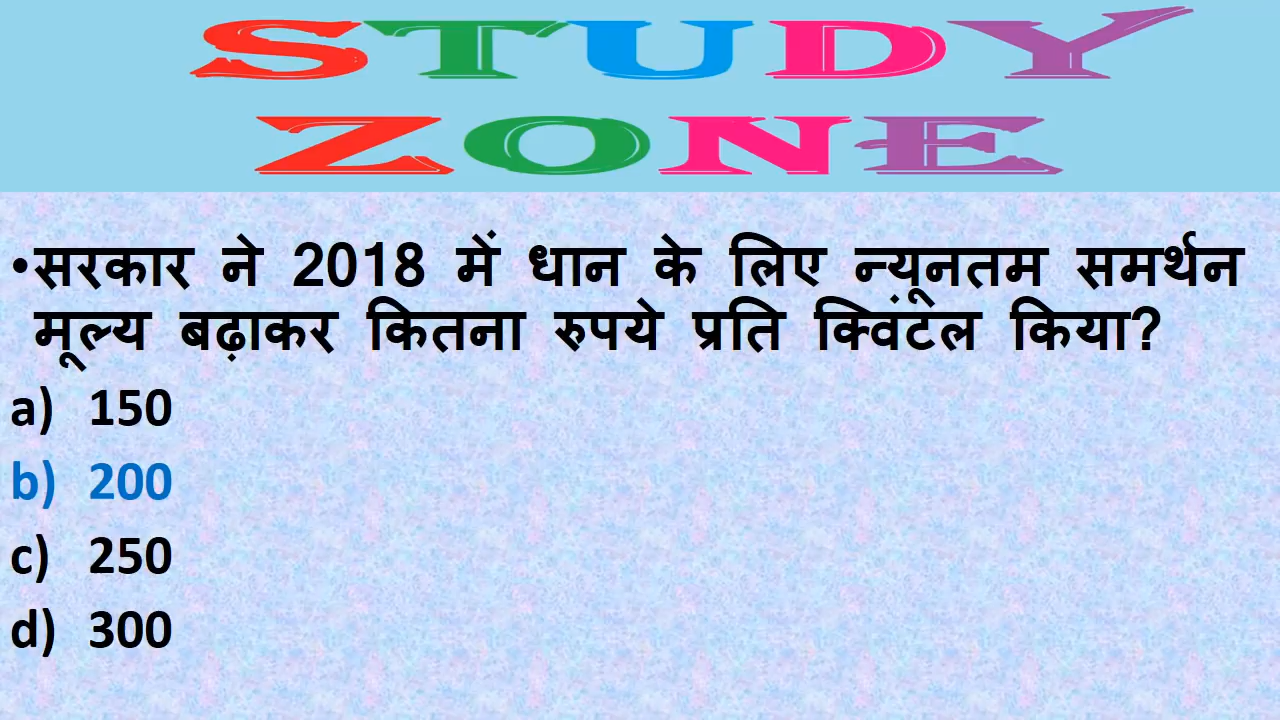 STUDY
ZONE
•सरकार ने 2018 में धान के लिए न्यूनतम समर्थन
मूल्य बढ़ाकर कितना रुपये प्रति क्विंटल किया?
a) 150
b) 200
c) 250
d) 300